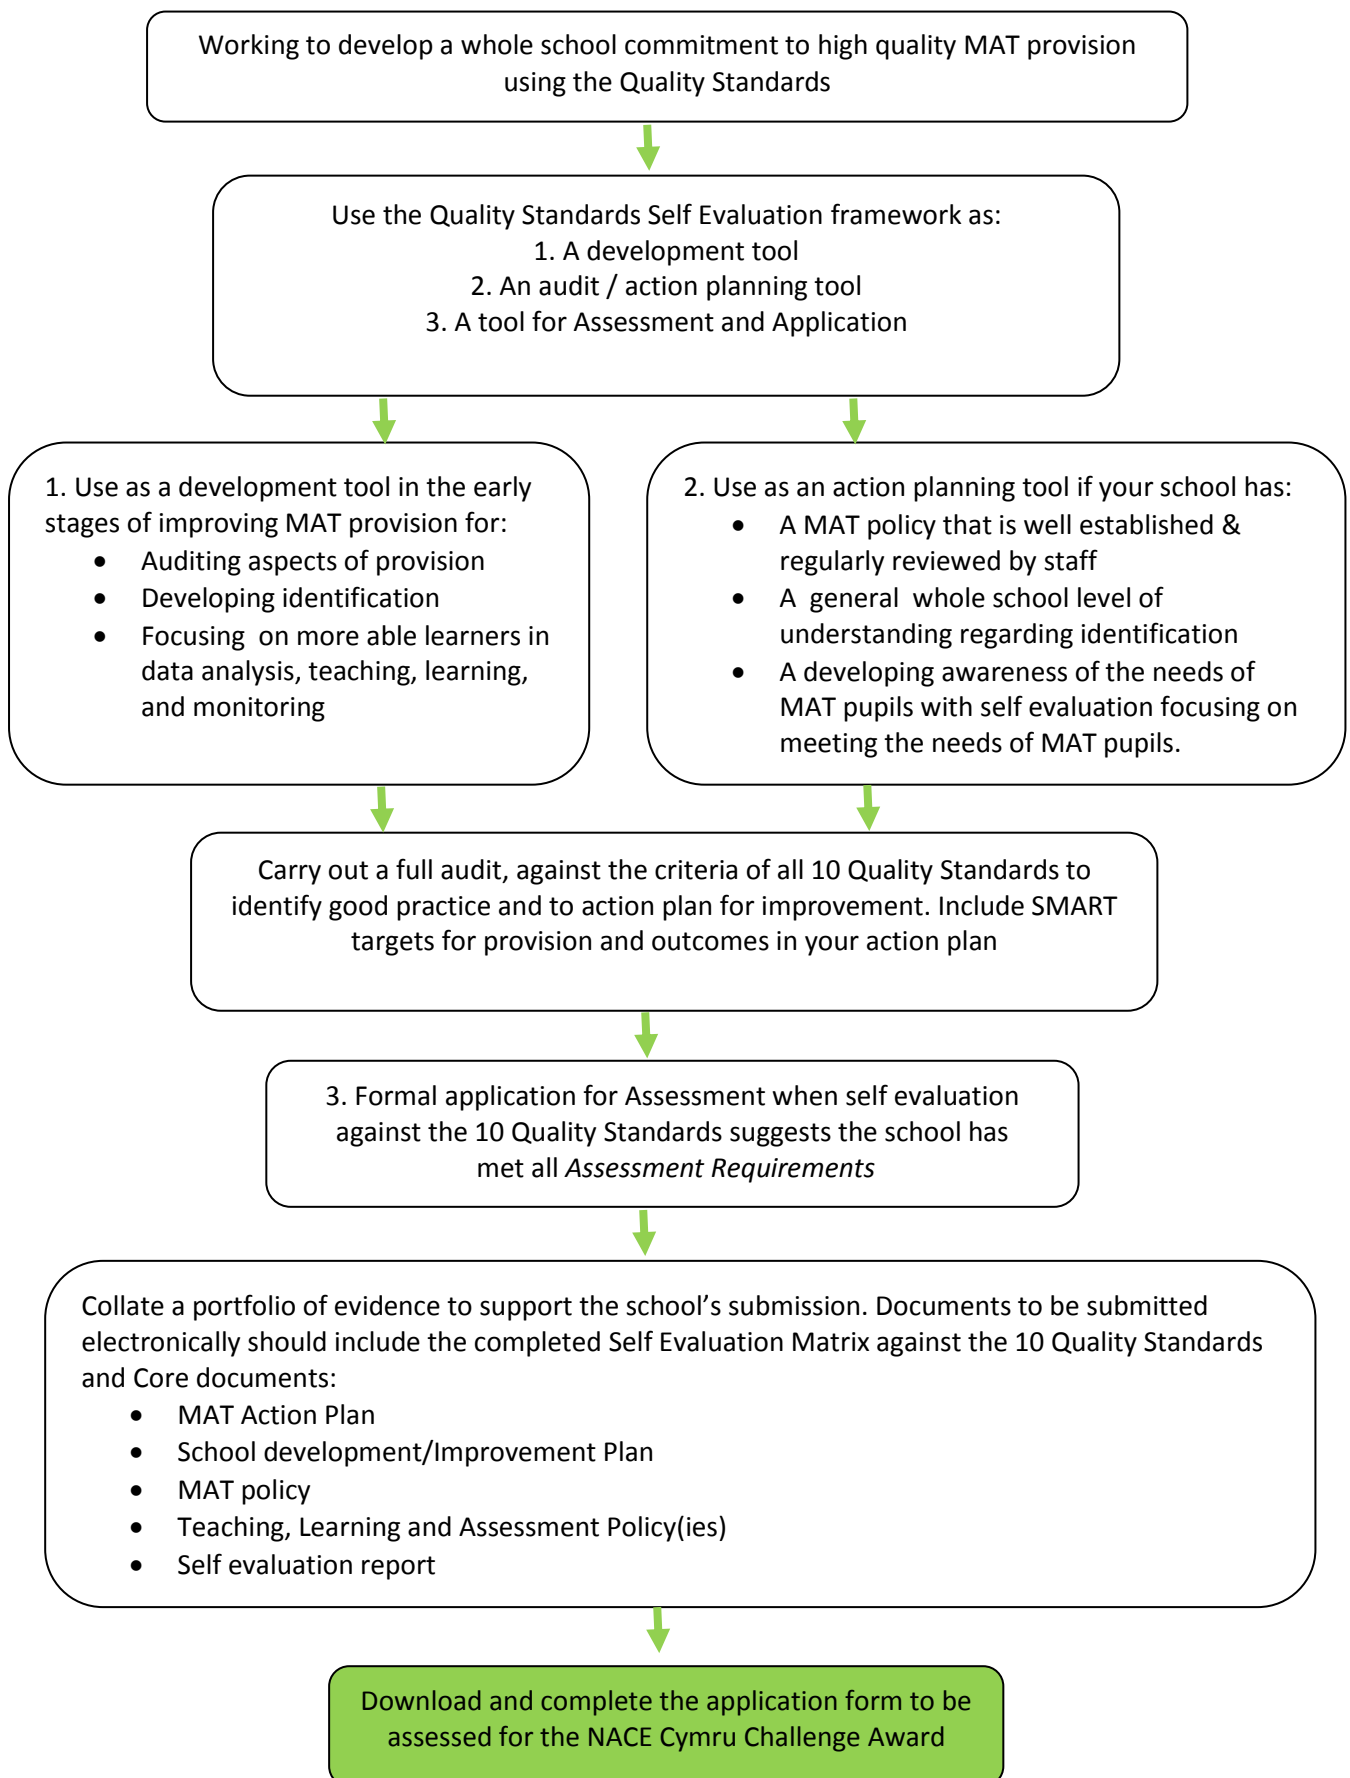 Working to develop a whole school commitment to high quality MAT provision
using the Quality Standards
Use the Quality Standards Self Evaluation framework as:
1. A development tool
2. An audit / action planning tool
3. A tool for Assessment and Application
1. Use as a development tool in the early
stages of improving MAT provision for:
• Auditing aspects of provision
• Developing identification
• Focusing on more able learners in
data analysis, teaching, learning,
and monitoring
2. Use as an action planning tool if your school has:
• A MAT policy that is well established &
regularly reviewed by staff
• A general whole school level of
understanding regarding identification
• A developing awareness of the needs of
MAT pupils with self evaluation focusing on
meeting the needs of MAT pupils.
Carry out a full audit, against the criteria of all 10 Quality Standards to
identify good practice and to action plan for improvement. Include SMART
targets for provision and outcomes in your action plan
3. Formal application for Assessment when self evaluation
against the 10 Quality Standards suggests the school has
met all Assessment Requirements
Collate a portfolio of evidence to support the school’s submission. Documents to be submitted
electronically should include the completed Self Evaluation Matrix against the 10 Quality Standards
and Core documents:
• MAT Action Plan
• School development/Improvement Plan
• MAT policy
• Teaching, Learning and Assessment Policy(ies)
• Self evaluation report
Download and complete the application form to be
assessed for the NACE Cymru Challenge Award